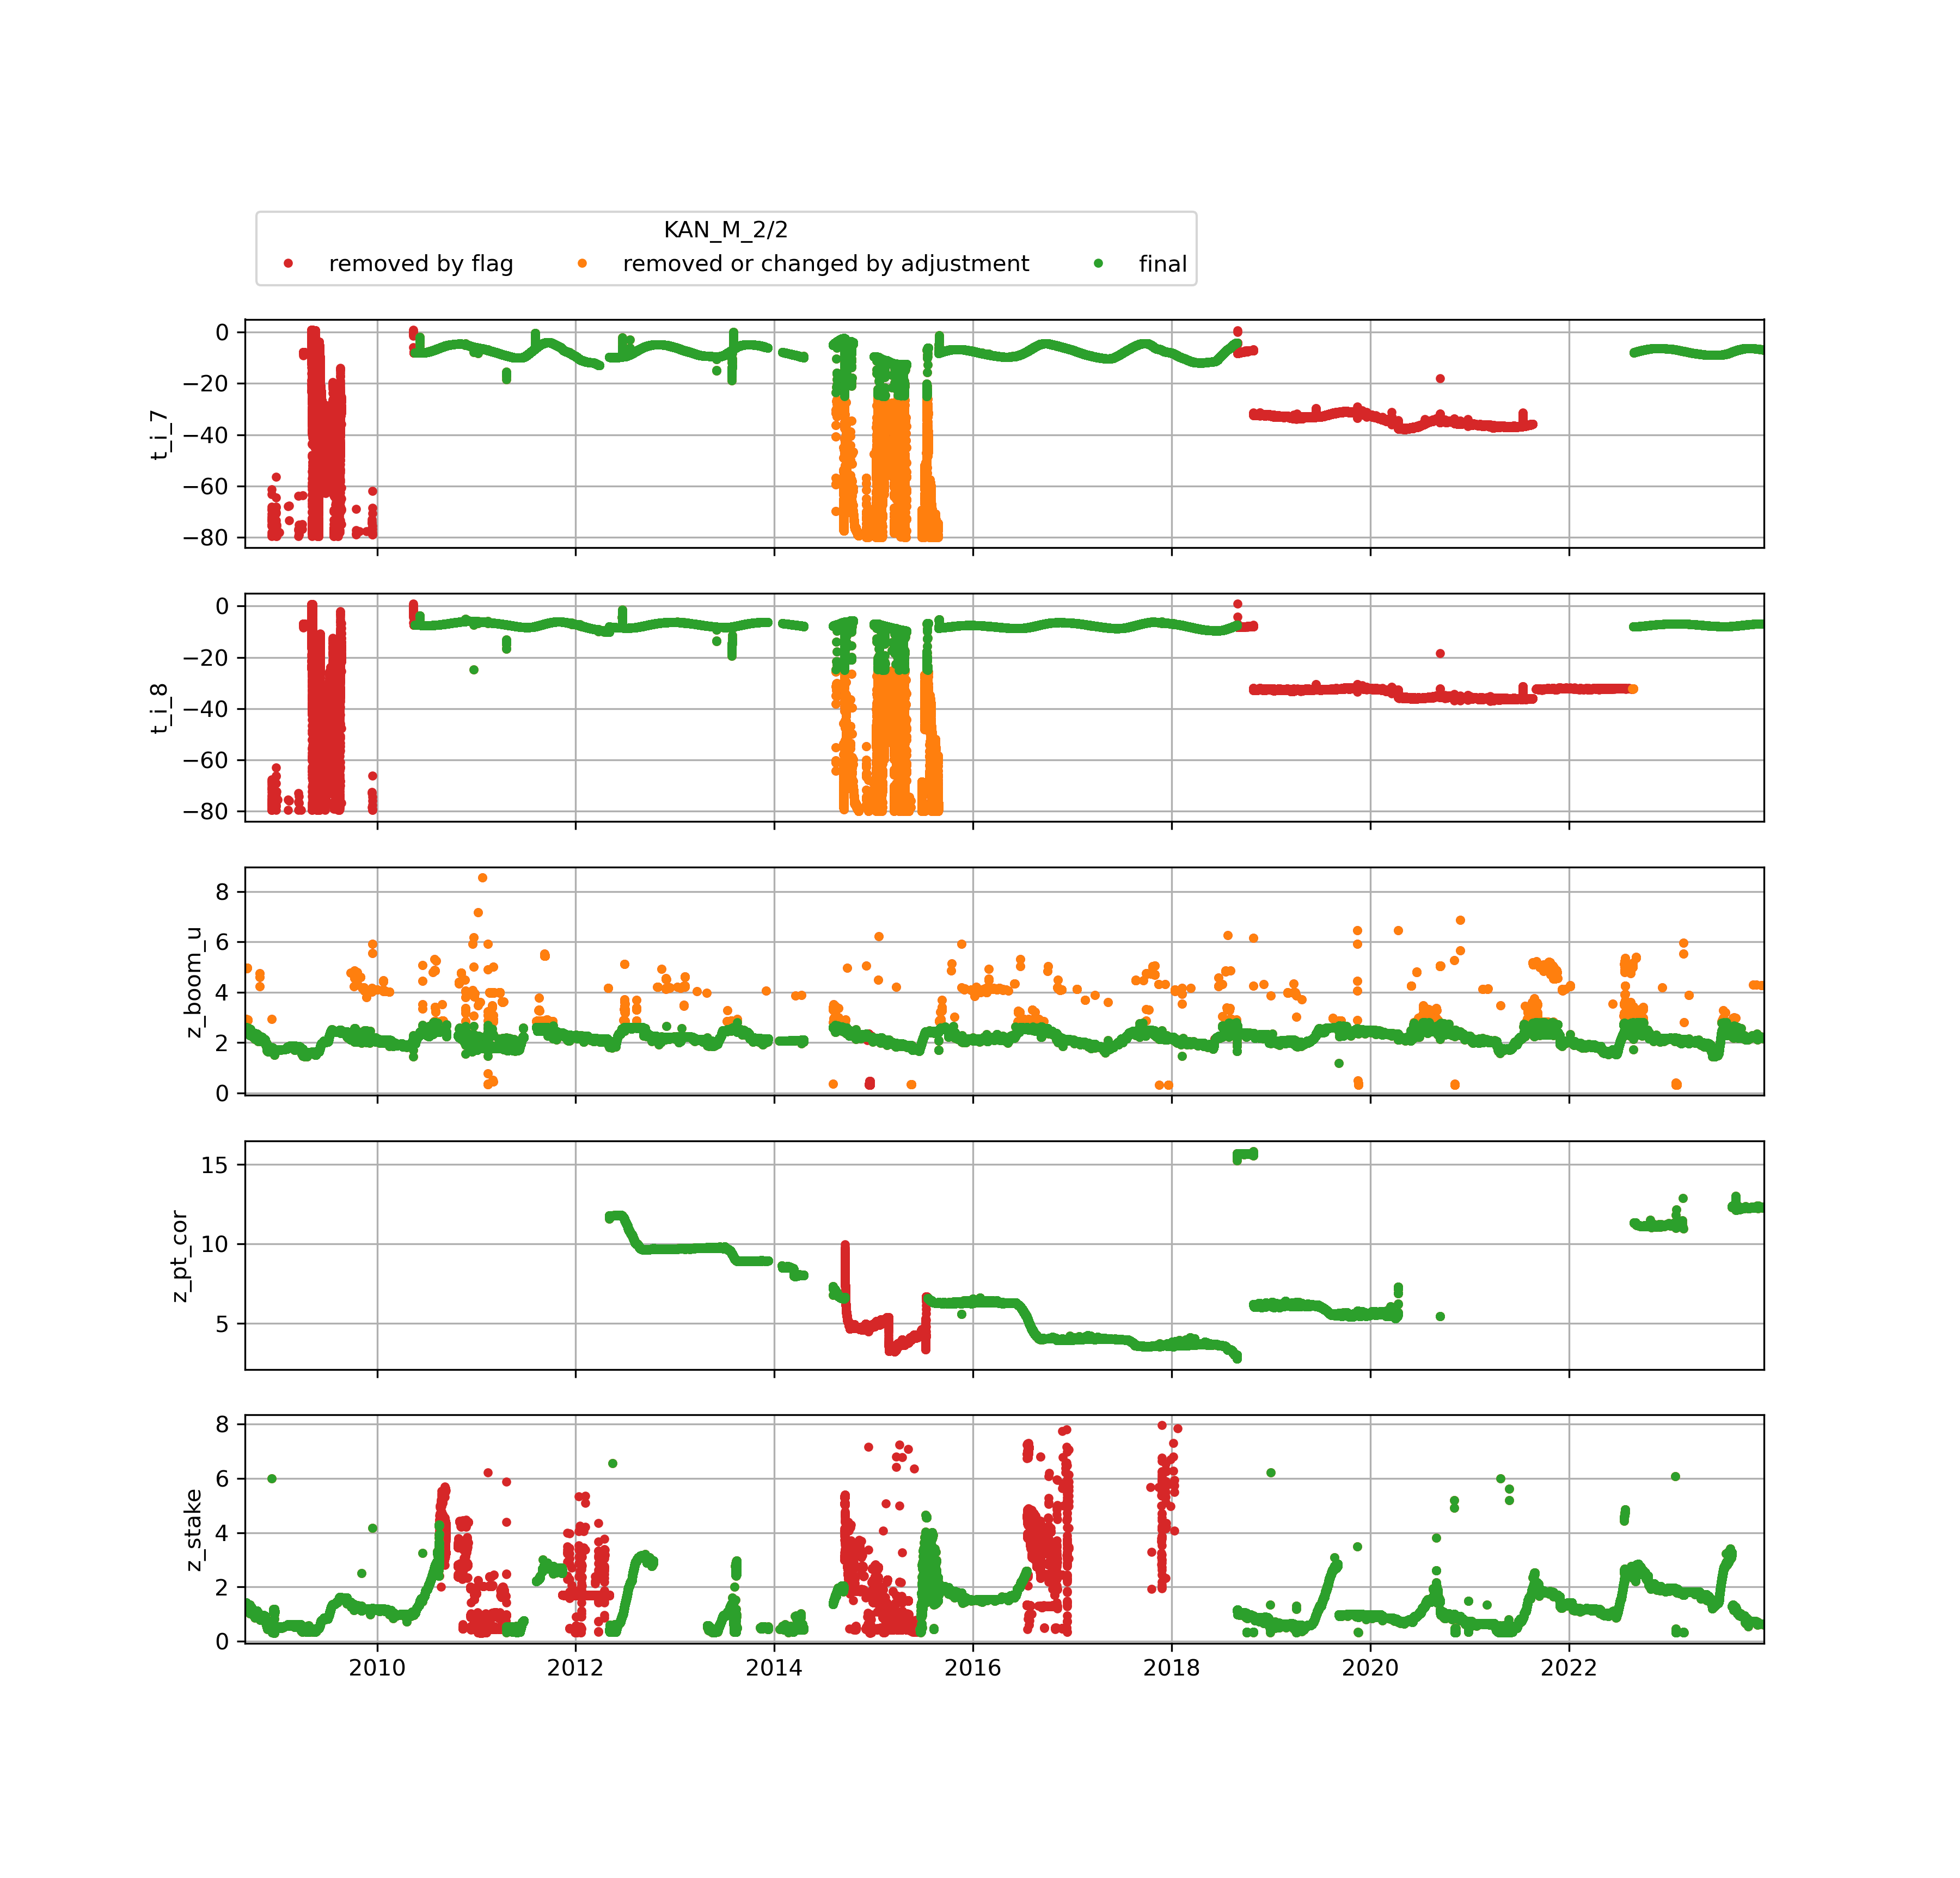 KAN_M_2/2
removed by flag removed or changed by adjustment final
0
−20
−40
−60
−80
t_i_7
0
−20
−40
−60
−80
t_i_8
8
6
4
2
0
z_boom_u
15
10
5
z_pt_cor
8
6
4
2
0
z_stake
2010 2012 2014 2016 2018 2020 2022